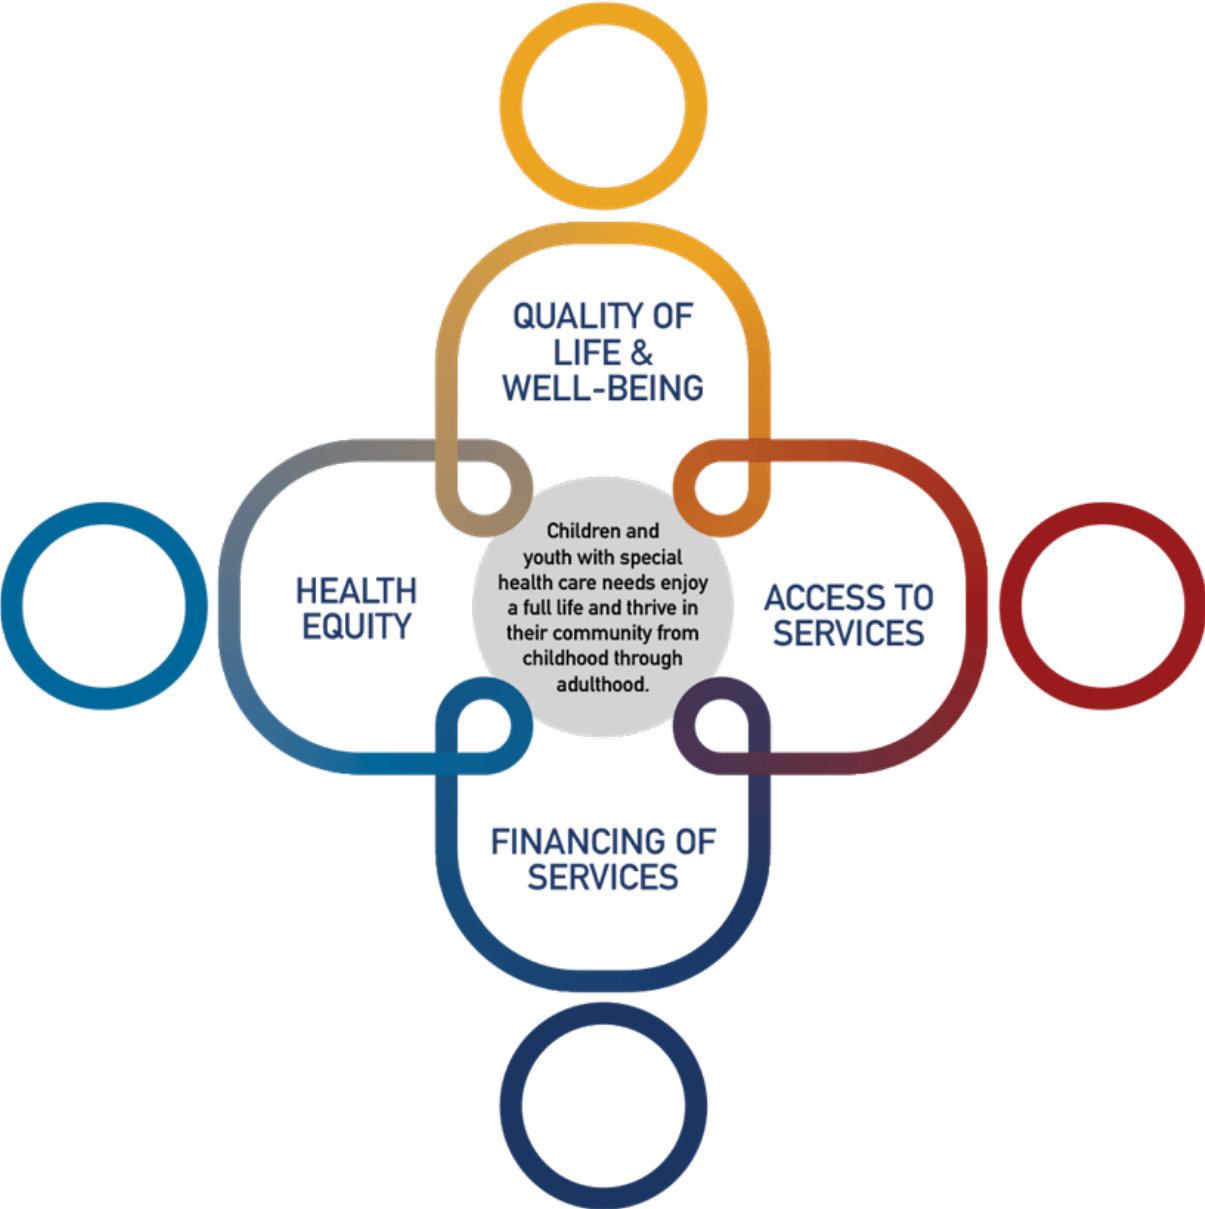 QUALITY OF
LIFE &
WELL-BEING
Children and
youth with special
health care needs enjoy
a full life and thrive in
their community from
childhood through
adulthood.
HEALTH
EQUITY
ACCESS TO
SERVICES
FINANCING OF
SERVICES